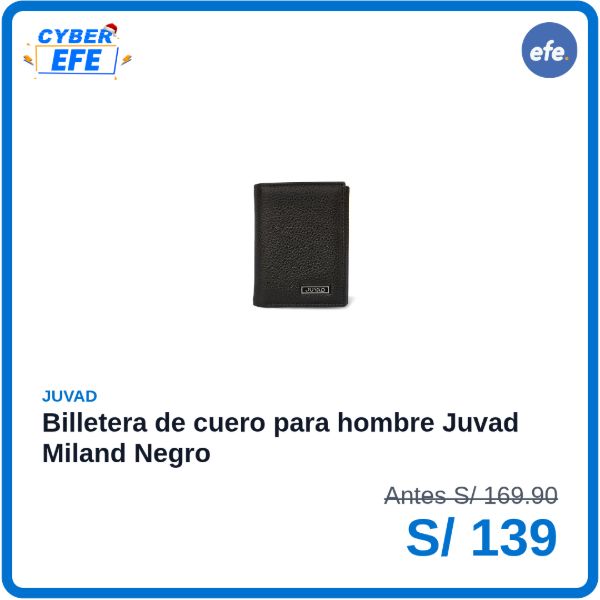 CYBER
EFE
efe.
JUVAD
JUVAD
Billetera de cuero para hombre Juvad
Miland Negro
Antes S/ 169.90
S/ 139